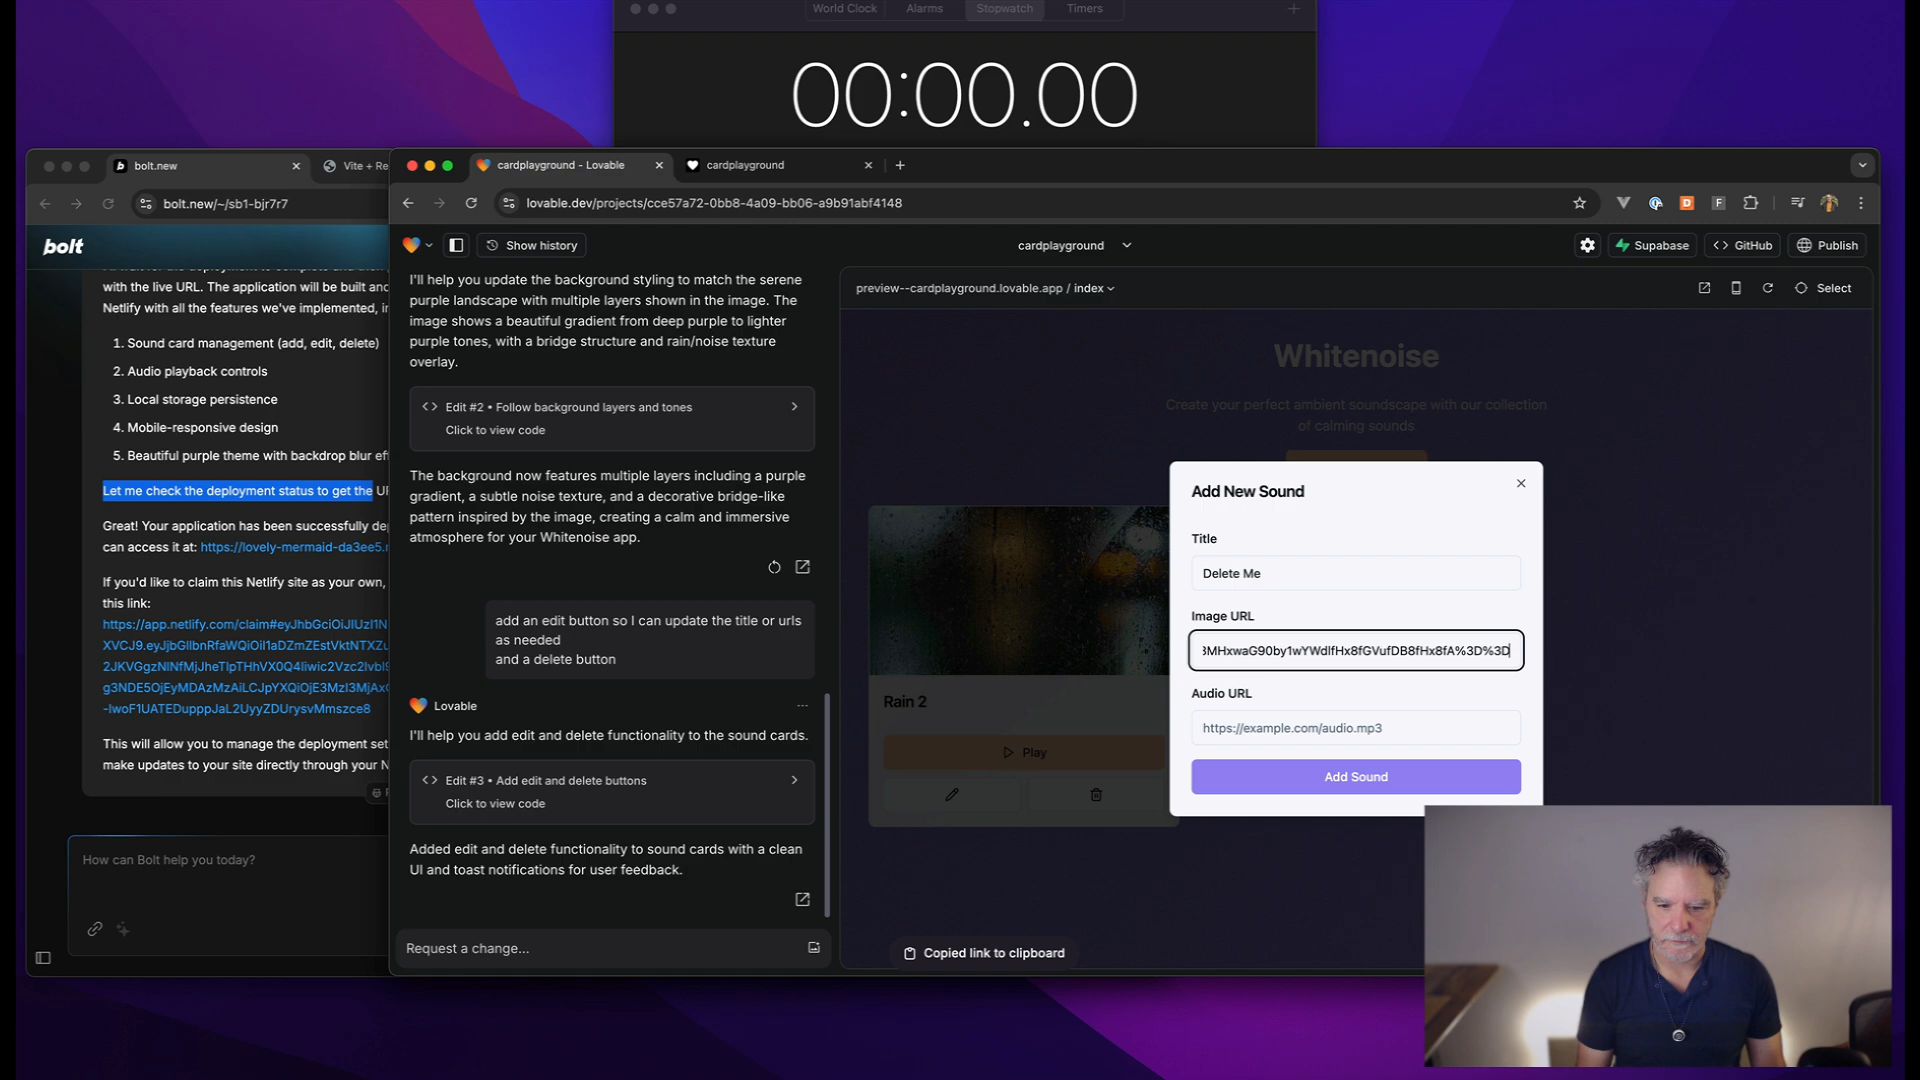 World Clock
Alarms
Stopwatch
Timers
00:00.00
bolt.new
Vite + Re
bolt.new/~/sb1-bjr7r7
bolt
with the live URL. The application will be built and
Netlify with all the features we've implemented, in
1. Sound card management (add, edit, delete)
2. Audio playback controls
3. Local storage persistence
4. Mobile-responsive design
5. Beautiful purple theme with backdrop blur eff
Let me check the deployment status to get the UR
Great! Your application has been successfully dep
can access it at: https://lovely-mermaid-da3ee5.n
If you'd like to claim this Netlify site as your own,
this link:
https://app.netlify.com/claim#eyJhbGciOiJIUzI1N
This will allow you to manage the deployment set
make updates to your site directly through your N
How can Bolt help you today?
cardplayground - Lovable
cardplayground
lovable.dev/projects/cce57a72-0bb8-4a09-bb06-a9b91abf4148
Show history
cardplayground
Supabase
GitHub
Publish
I'll help you update the background styling to match the serene
purple landscape with multiple layers shown in the image. The
image shows a beautiful gradient from deep purple to lighter
purple tones, with a bridge structure and rain/noise texture
overlay.
Edit #2 • Follow background layers and tones
Click to view code
The background now features multiple layers including a purple
gradient, a subtle noise texture, and a decorative bridge-like
pattern inspired by the image, creating a calm and immersive
atmosphere for your Whitenoise app.
add an edit button so I can update the title or urls
as needed
and a delete button
Lovable
I'll help you add edit and delete functionality to the sound cards.
Edit #3 • Add edit and delete buttons
Click to view code
Added edit and delete functionality to sound cards with a clean
UI and toast notifications for user feedback.
Request a change...
preview--cardplayground.lovable.app / index
Select
Whitenoise
Create your perfect ambient soundscape with our collection
of calming sounds
Rain 2
Play
Add New Sound
Title
Delete Me
Image URL
3MHxwaG90by1wYWdlfHx8fGVufDB8fHx8fA%3D%3D
Audio URL
https://example.com/audio.mp3
Add Sound
Copied link to clipboard